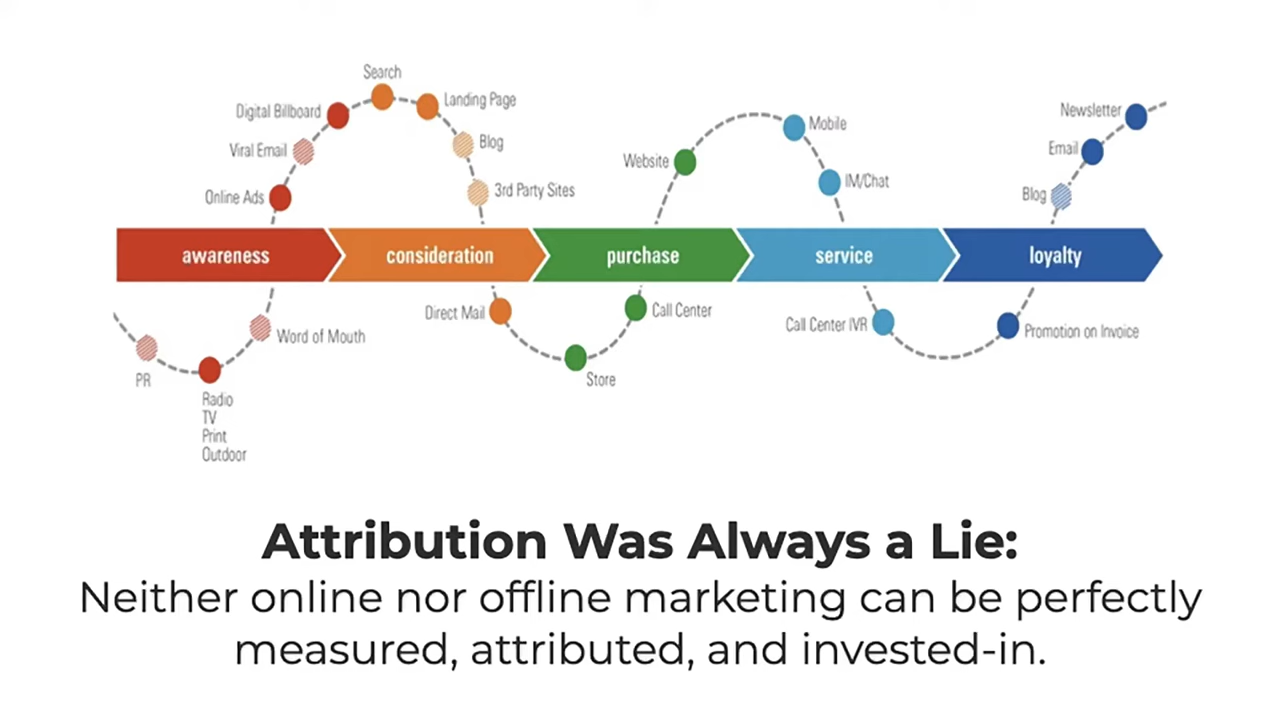 Search
Digital Billboard
Landing Page
Viral Email
Blog
Online Ads
3rd Party Sites
Website
Mobile
IM/Chat
Newsletter
Email
Blog
awareness
consideration
purchase
service
loyalty
PR
Radio
TV
Print
Outdoor
Word of Mouth
Direct Mail
Store
Call Center
Call Center IVR
Promotion on Invoice
Attribution Was Always a Lie:
Neither online nor offline marketing can be perfectly
measured, attributed, and invested-in.